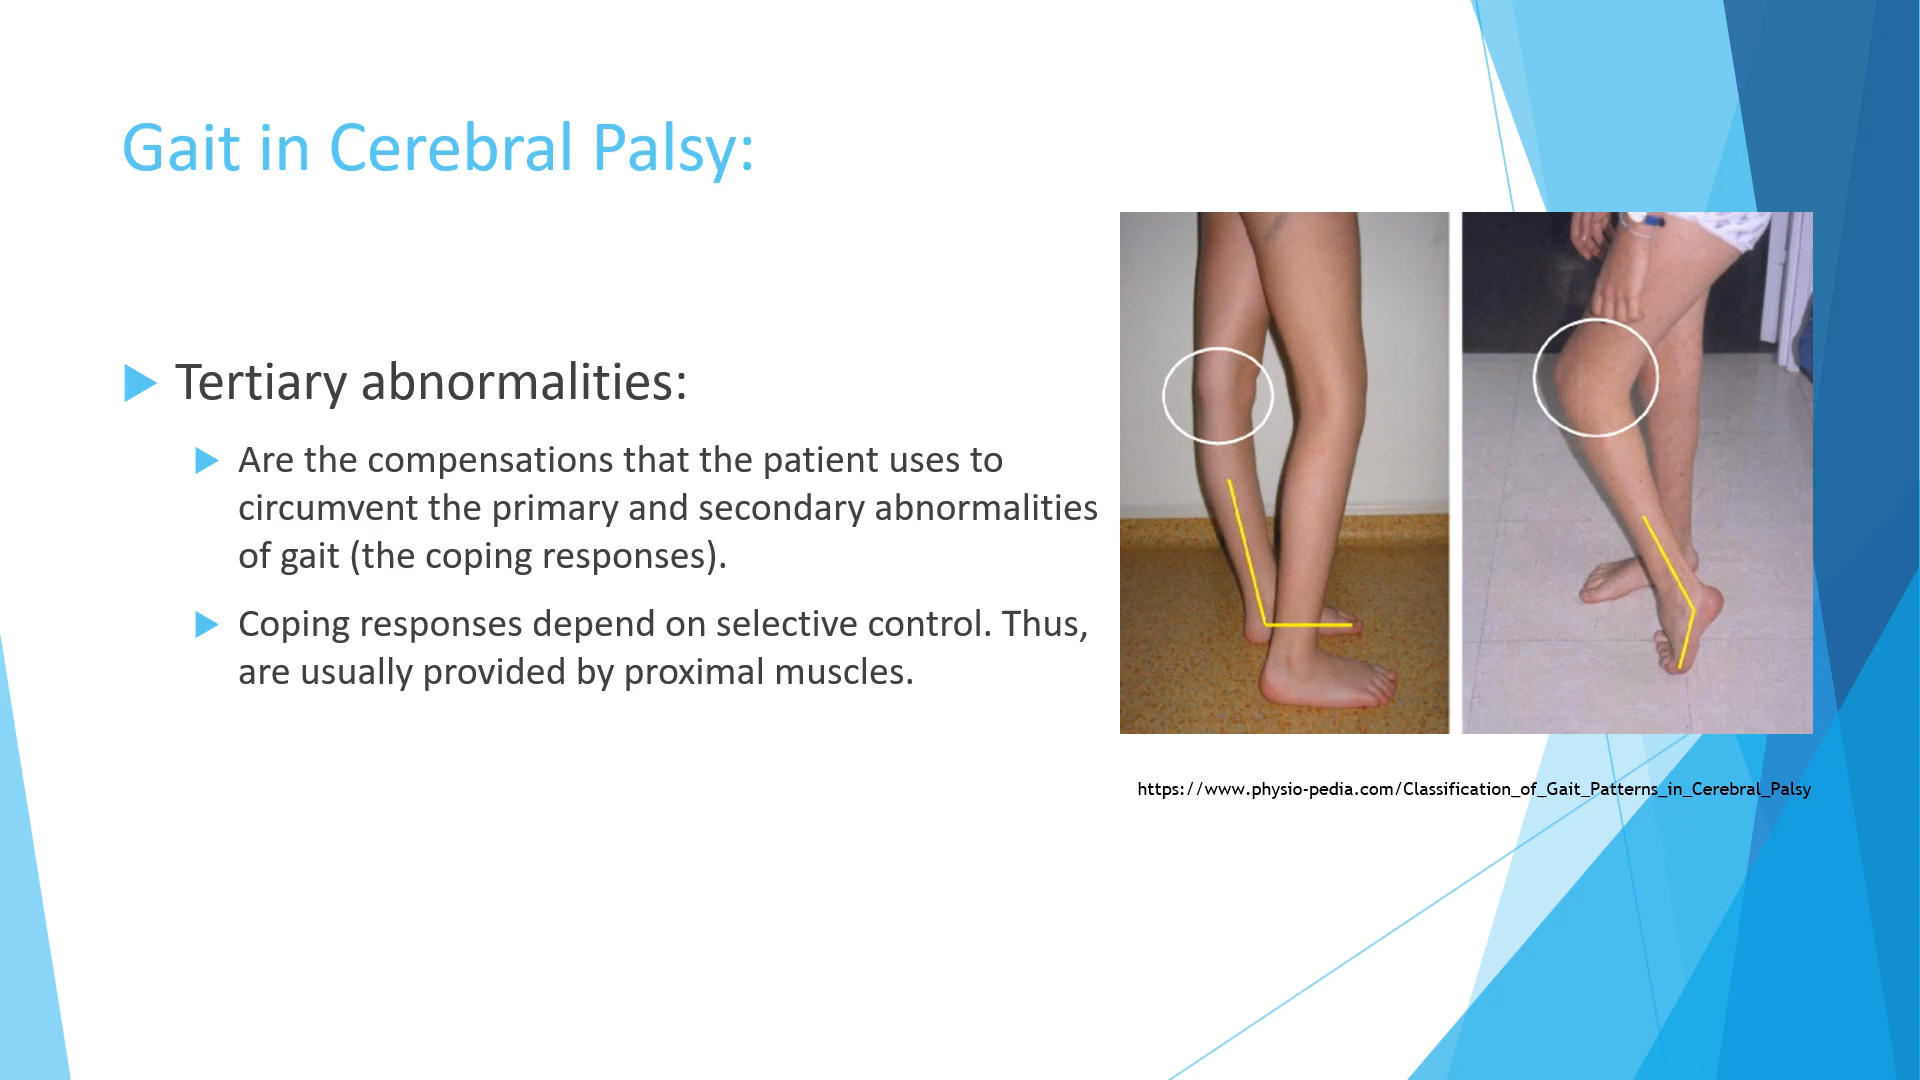 Gait in Cerebral Palsy:
Tertiary abnormalities:
Are the compensations that the patient uses to
circumvent the primary and secondary abnormalities
of gait (the coping responses).
Coping responses depend on selective control. Thus,
are usually provided by proximal muscles.
https://www.physio-pedia.com/Classification_of_Gait_Patterns_in_Cerebral_Palsy